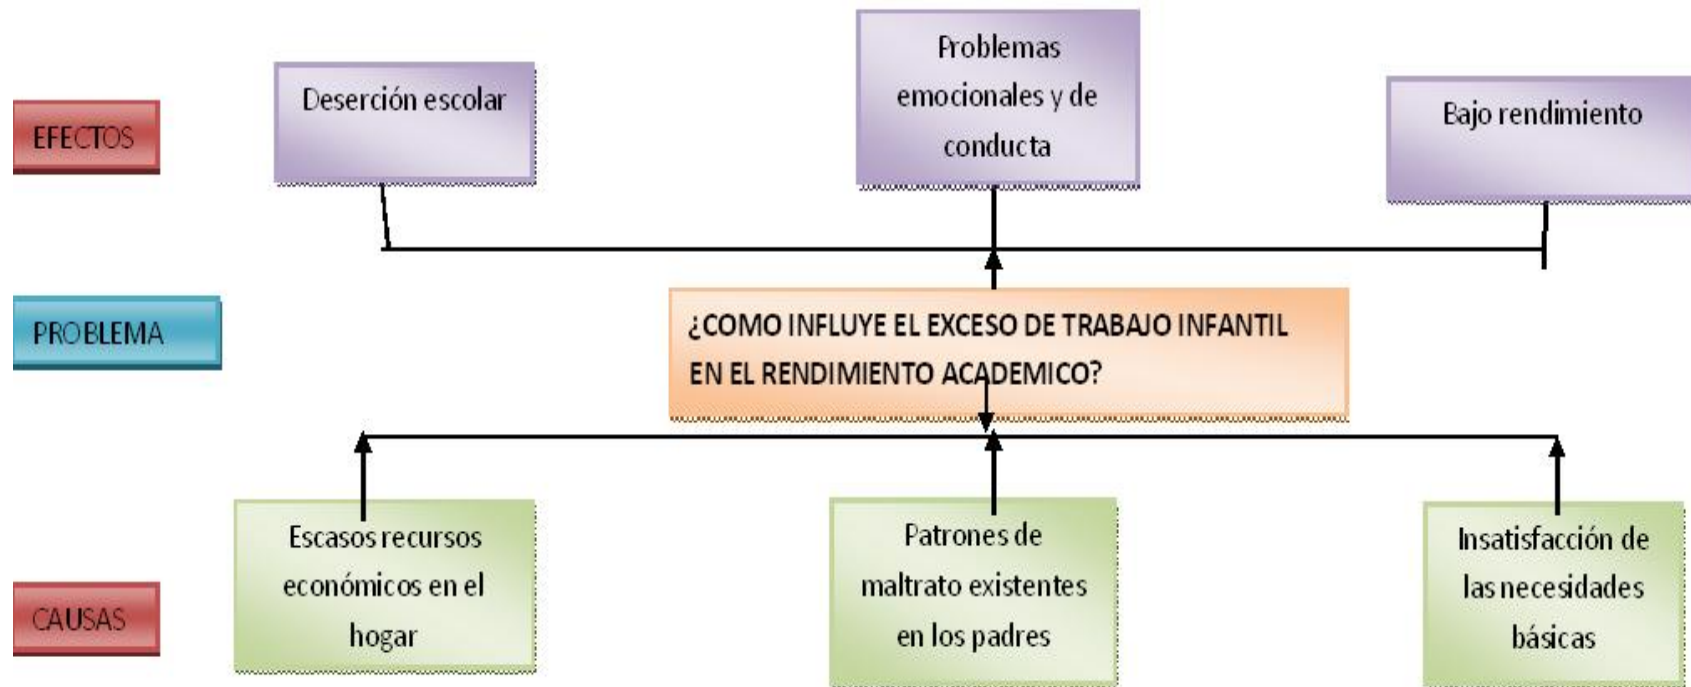 EFECTOS
Deserción escolar
Problemas
emocionales y de
conducta
Bajo rendimiento
PROBLEMA
¿COMO INFLUYE EL EXCESO DE TRABAJO INFANTIL
EN EL RENDIMIENTO ACADEMICO?
CAUSAS
Escasos recursos
económicos en el
hogar
Patrones de
maltrato existentes
en los padres
Insatisfacción de
las necesidades
básicas